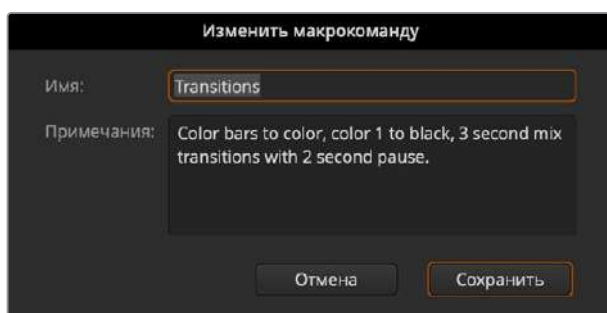 Изменить макрокоманду
Имя: Transitions
Примечания: Color bars to color, color 1 to black, 3 second mix
transitions with 2 second pause.
Отмена Сохранить